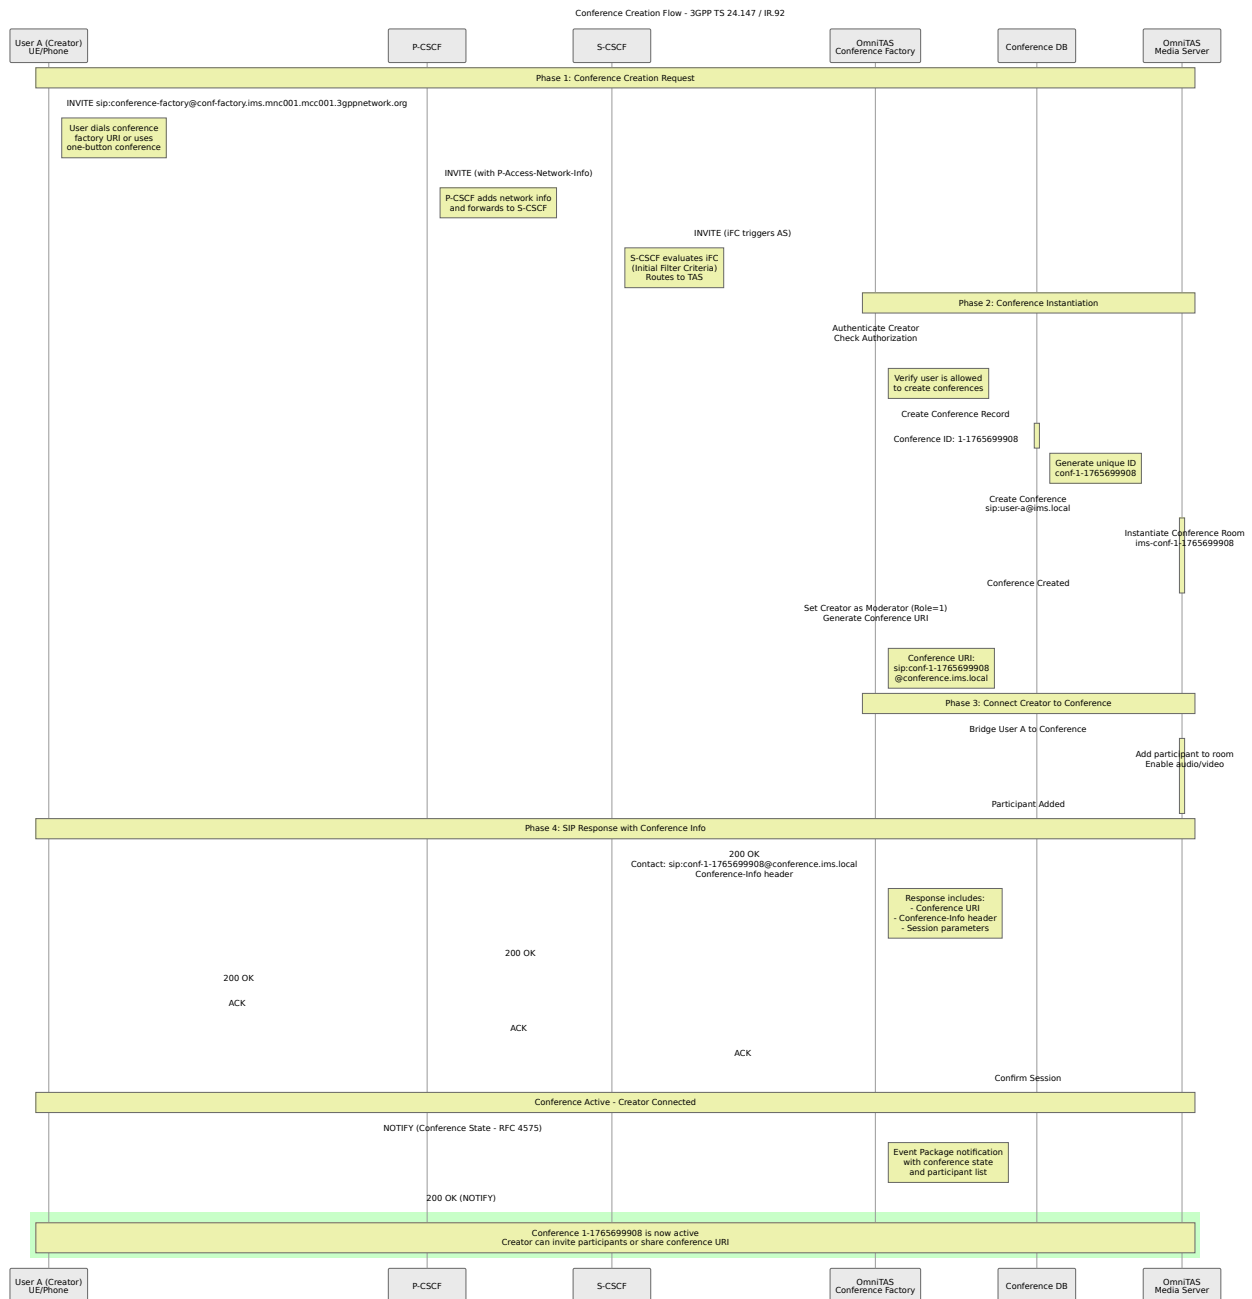 Conference Creation Flow - 3GPP TS 24.147 / IR.92
User A (Creator)
UE/Phone
P-CSCF
S-CSCF
OmniTAS
Conference Factory
Conference DB
OmniTAS
Media Server
Phase 1: Conference Creation Request
INVITE sip:conference-factory@conf-factory.ims.mnc001.mcc001.3gppnetwork.org
User dials conference
factory URI or uses
one-button conference
INVITE (with P-Access-Network-Info)
P-CSCF adds network info
and forwards to S-CSCF
INVITE (iFC triggers AS)
S-CSCF evaluates iFC
(Initial Filter Criteria)
Routes to TAS
Phase 2: Conference Instantiation
Authenticate Creator
Check Authorization
Verify user is allowed
to create conferences
Create Conference Record
Conference ID: 1-1765699908
Generate unique ID
conf-1-1765699908
Create Conference
sip:user-a@ims.local
Instantiate Conference Room
ims-conf-1-1765699908
Conference Created
Set Creator as Moderator (Role=1)
Generate Conference URI
Conference URI:
sip:conf-1-1765699908
@conference.ims.local
Phase 3: Connect Creator to Conference
Bridge User A to Conference
Add participant to room
Enable audio/video
Participant Added
Phase 4: SIP Response with Conference Info
200 OK
Contact: sip:conf-1-1765699908@conference.ims.local
Conference-Info header
Response includes:
- Conference URI
- Conference-Info header
- Session parameters
200 OK
200 OK
ACK
ACK
ACK
Confirm Session
Conference Active - Creator Connected
NOTIFY (Conference State - RFC 4575)
Event Package notification
with conference state
and participant list
200 OK (NOTIFY)
Conference 1-1765699908 is now active
Creator can invite participants or share conference URI
User A (Creator)
UE/Phone
P-CSCF
S-CSCF
OmniTAS
Conference Factory
Conference DB
OmniTAS
Media Server